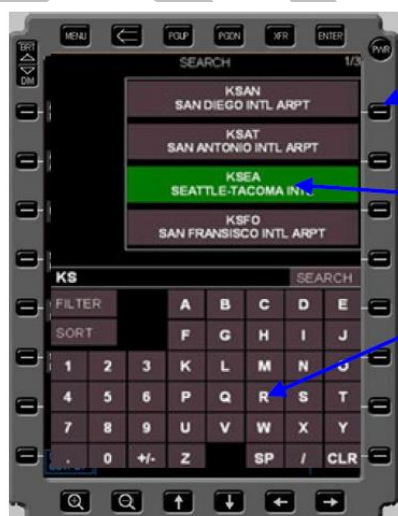 MENU PGUP PGDN XFR ENTER
BRT
DIM
PWR
SEARCH 1/3
KSAN
SAN DIEGO INTL ARPT
KSAT
SAN ANTONIO INTL ARPT
KSEA
SEATTLE-TACOMA
KSFO
SAN FRANSISCO INTL ARPT
KS SEARCH
FILTER A B C D E
SORT F G H I J
1 2 3 K L M N O
4 5 6 P Q R S T
7 8 9 U V W X Y
. 0 +/- Z SP / CLR